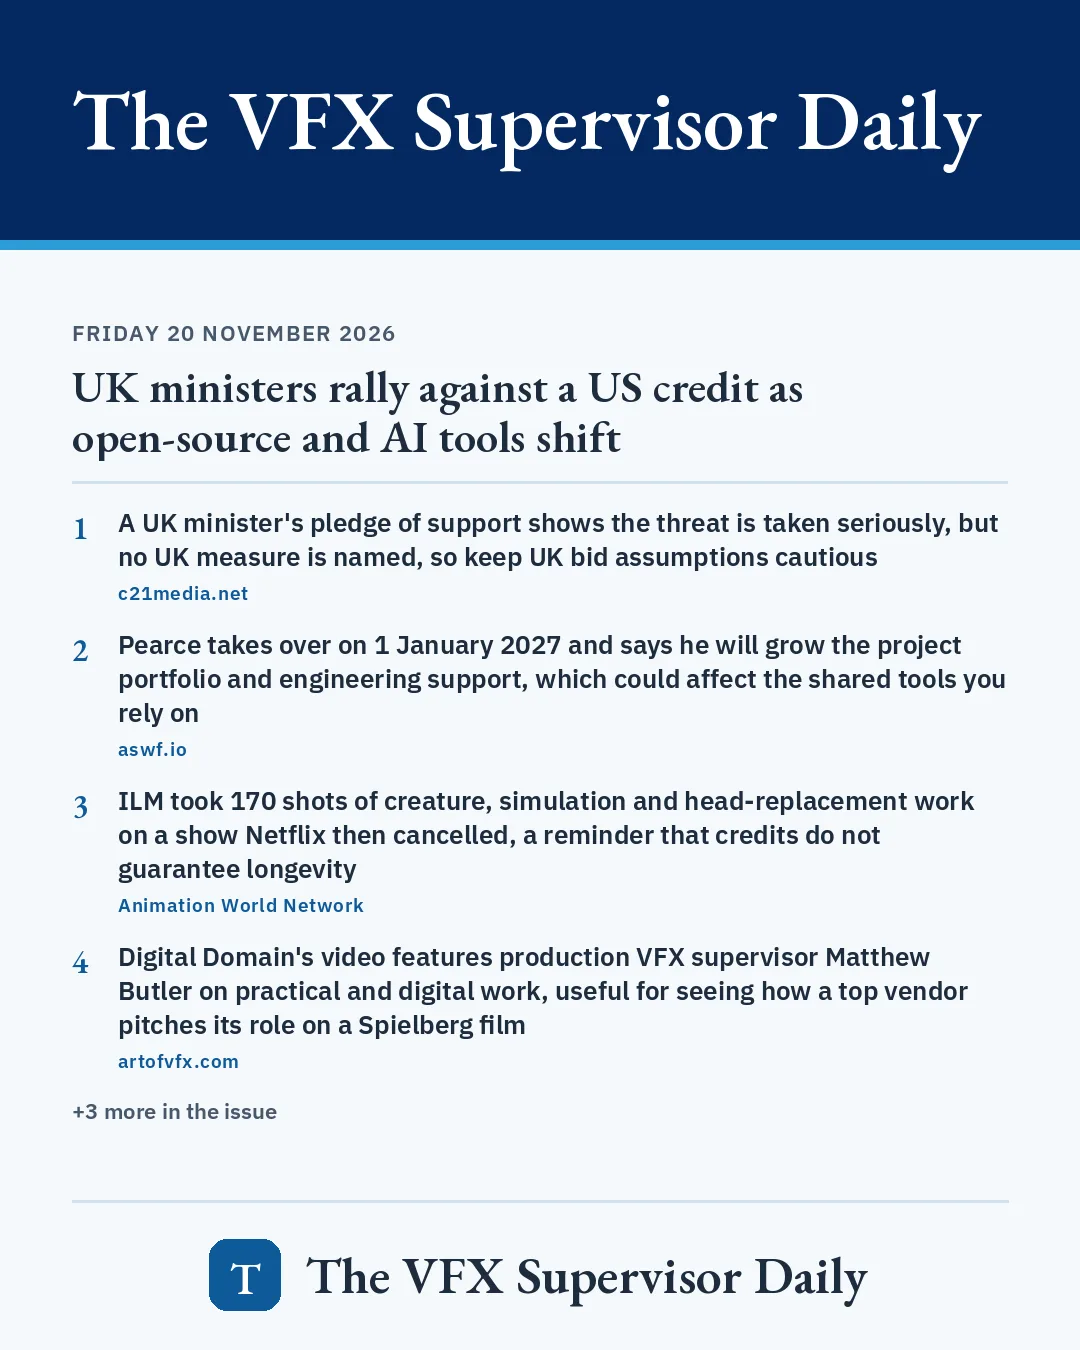 The VFX Supervisor Daily
FRIDAY 20 NOVEMBER 2026
UK ministers rally against a US credit as
open-source and AI tools shift
1
A UK minister's pledge of support shows the threat is taken seriously, but
no UK measure is named, so keep UK bid assumptions cautious
c21media.net
2
Pearce takes over on 1 January 2027 and says he will grow the project
portfolio and engineering support, which could affect the shared tools you
rely on
aswf.io
3
ILM took 170 shots of creature, simulation and head-replacement work
on a show Netflix then cancelled, a reminder that credits do not
guarantee longevity
Animation World Network
4
Digital Domain's video features production VFX supervisor Matthew
Butler on practical and digital work, useful for seeing how a top vendor
pitches its role on a Spielberg film
artofvfx.com
+3 more in the issue
T
The VFX Supervisor Daily